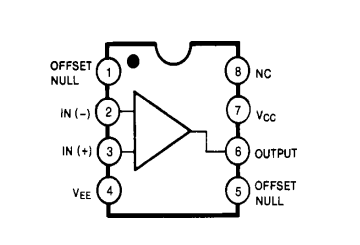 OFFSET
NULL
1
8
NC
IN (-)
2
7
VCC
IN (+)
3
6
OUTPUT
VEE
4
5
OFFSET
NULL